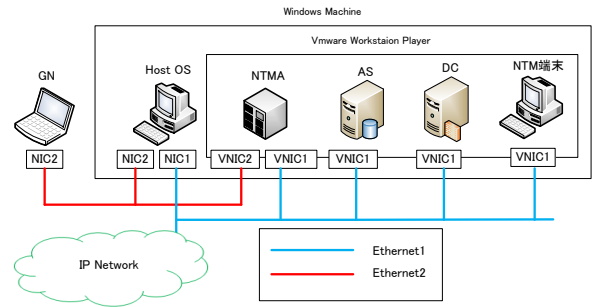 Windows Machine
Vmware Workstaion Player
GN
Host OS
NTMA
AS
DC
NTM端末
NIC2
NIC2
NIC1
VNIC2
VNIC1
VNIC1
VNIC1
VNIC1
IP Network
Ethernet1
Ethernet2